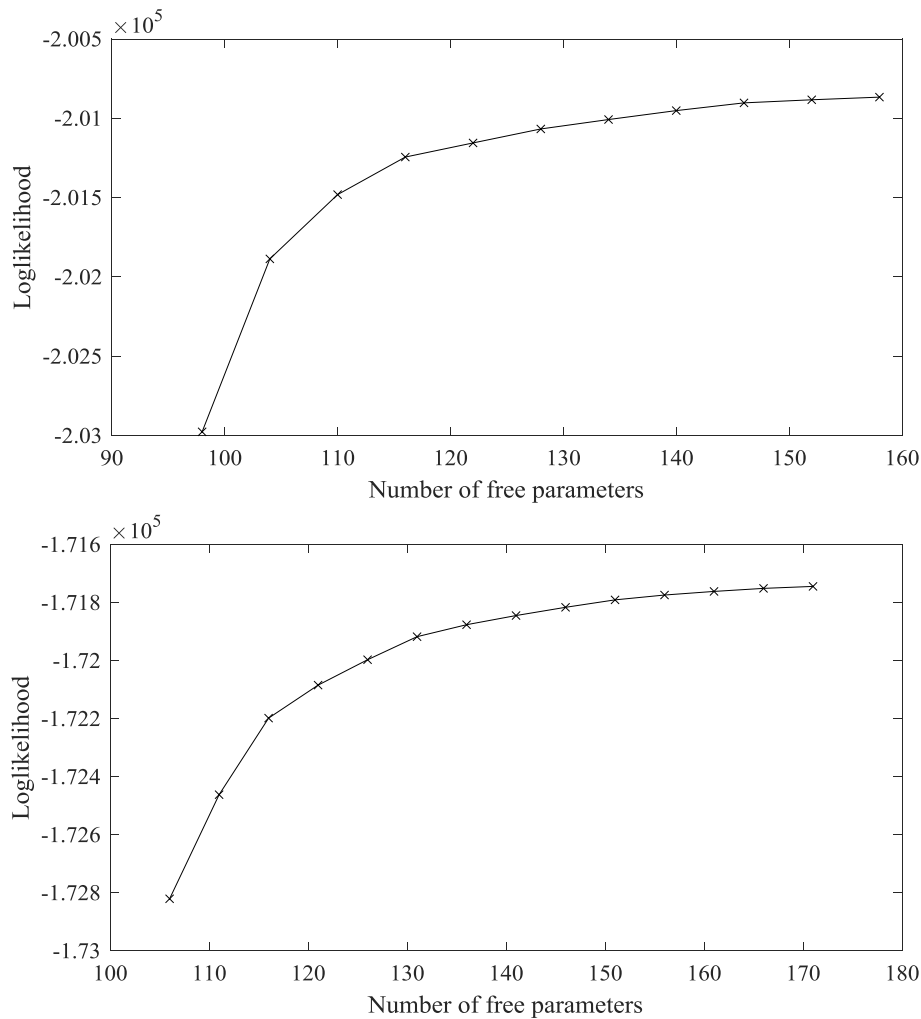 ×10^5
-2.005
-2.01
-2.015
-2.02
-2.025
-2.03
Loglikelihood
90 100 110 120 130 140 150 160
Number of free parameters
×10^5
-1.716
-1.718
-1.72
-1.722
-1.724
-1.726
-1.728
-1.73
Loglikelihood
100 110 120 130 140 150 160 170 180
Number of free parameters